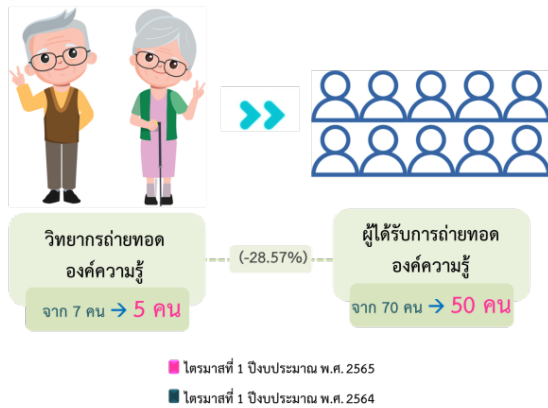 วิทยากรถ่ายทอด
องค์ความรู้
จาก 7 คน → 5 คน
(-28.57%)
ผู้ได้รับการถ่ายทอด
องค์ความรู้
จาก 70 คน → 50 คน
ไตรมาสที่ 1 ปีงบประมาณ พ.ศ. 2565
ไตรมาสที่ 1 ปีงบประมาณ พ.ศ. 2564